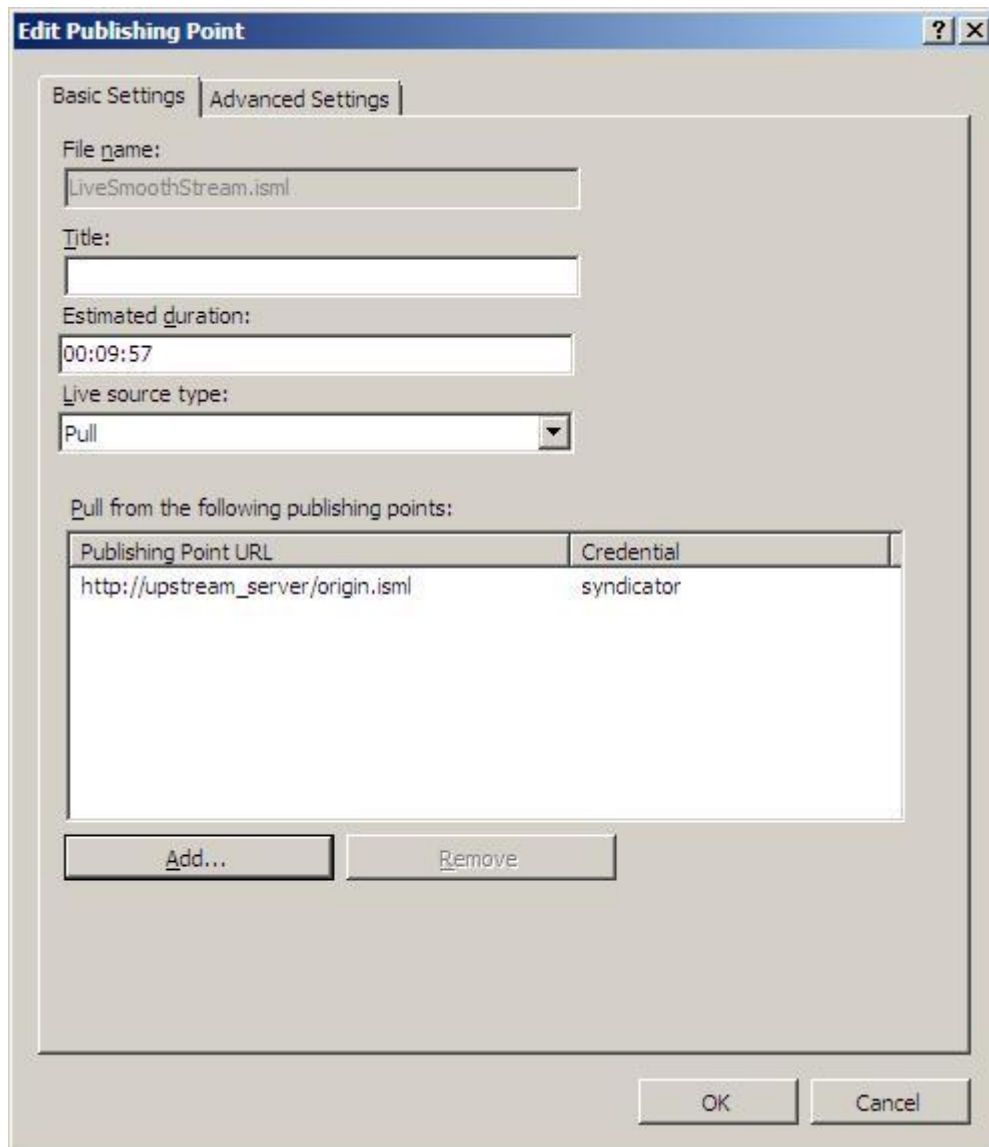 Edit Publishing Point
Basic Settings
Advanced Settings
File name:
LiveSmoothStream.isml
Title:
Estimated duration:
00:09:57
Live source type:
Pull
Pull from the following publishing points:
Publishing Point URL
Credential
http://upstream_server/origin.isml
syndicator
Add...
Remove
OK
Cancel